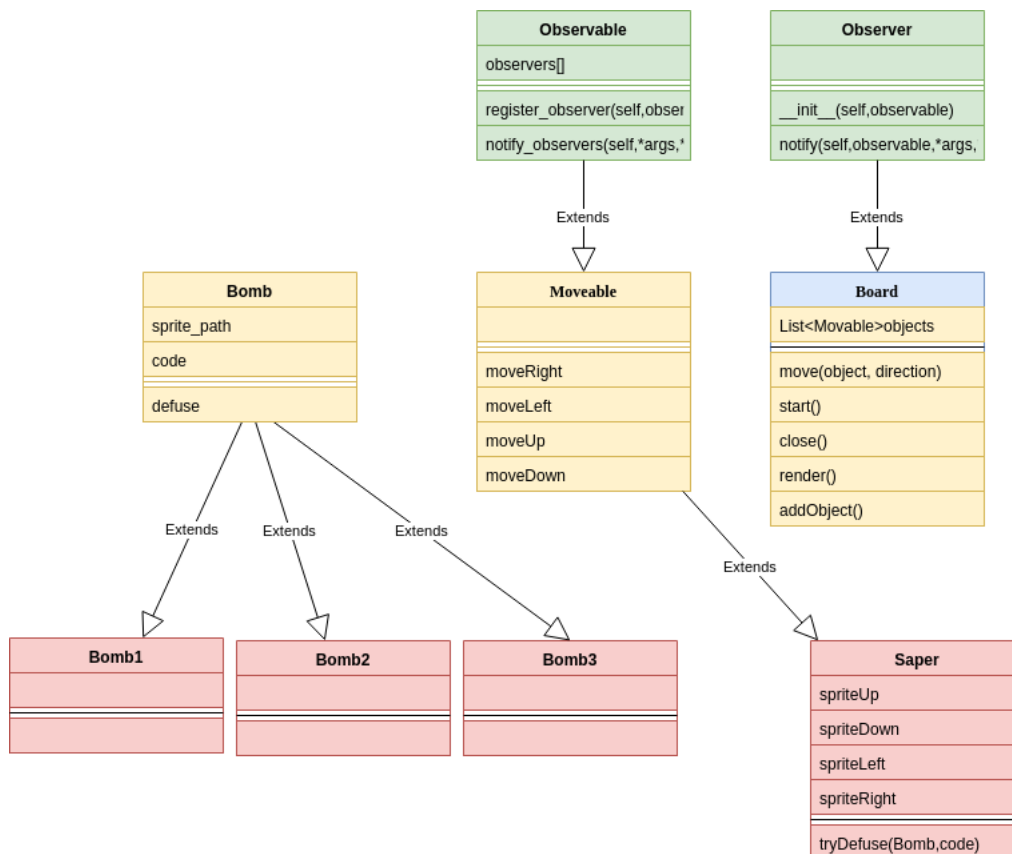 Observable
observers[]
register_observer(self,obser
notify_observers(self,*args,*
Observer
__init__(self,observable)
notify(self,observable,*args,
Extends
Extends
Bomb
sprite_path
code
defuse
Moveable
moveRight
moveLeft
moveUp
moveDown
Board
List<Movable>objects
move(object, direction)
start()
close()
render()
addObject()
Extends
Extends
Extends
Extends
Bomb1
Bomb2
Bomb3
Saper
spriteUp
spriteDown
spriteLeft
spriteRight
tryDefuse(Bomb,code)